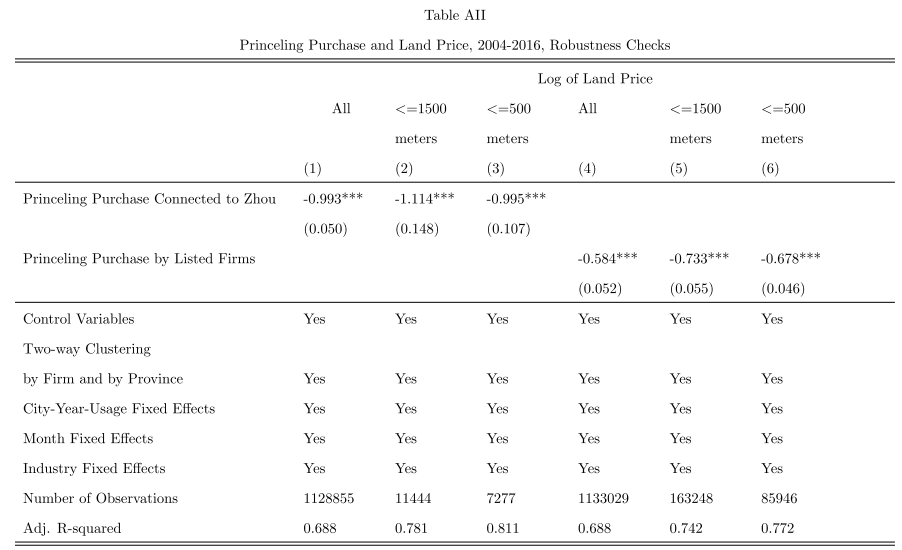 Table AII
Princeling Purchase and Land Price, 2004-2016, Robustness Checks
Log of Land Price
All <=1500 <=500 All <=1500 <=500
meters meters meters meters
(1) (2) (3) (4) (5) (6)
Princeling Purchase Connected to Zhou -0.993*** -1.114*** -0.995***
(0.050) (0.148) (0.107)
Princeling Purchase by Listed Firms -0.584*** -0.733*** -0.678***
(0.052) (0.055) (0.046)
Control Variables Yes Yes Yes Yes Yes Yes
Two-way Clustering
by Firm and by Province Yes Yes Yes Yes Yes Yes
City-Year-Usage Fixed Effects Yes Yes Yes Yes Yes Yes
Month Fixed Effects Yes Yes Yes Yes Yes Yes
Industry Fixed Effects Yes Yes Yes Yes Yes Yes
Number of Observations 1128855 11444 7277 1133029 163248 85946
Adj. R-squared 0.688 0.781 0.811 0.688 0.742 0.772